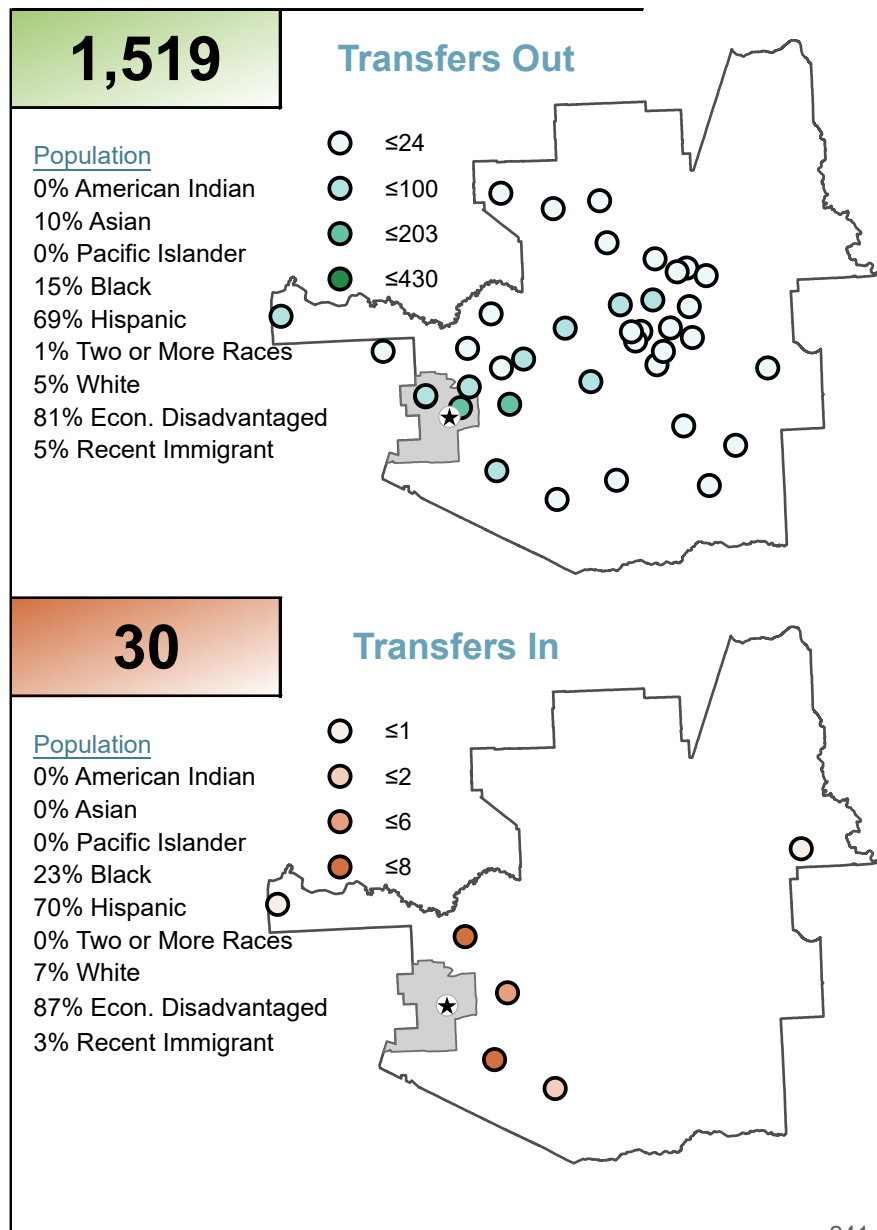 1,519
Transfers Out
Population
0% American Indian
10% Asian
0% Pacific Islander
15% Black
69% Hispanic
1% Two or More Races
5% White
81% Econ. Disadvantaged
5% Recent Immigrant
≤24
≤100
≤203
≤430
30
Transfers In
Population
0% American Indian
0% Asian
0% Pacific Islander
23% Black
70% Hispanic
0% Two or More Races
7% White
87% Econ. Disadvantaged
3% Recent Immigrant
≤1
≤2
≤6
≤8